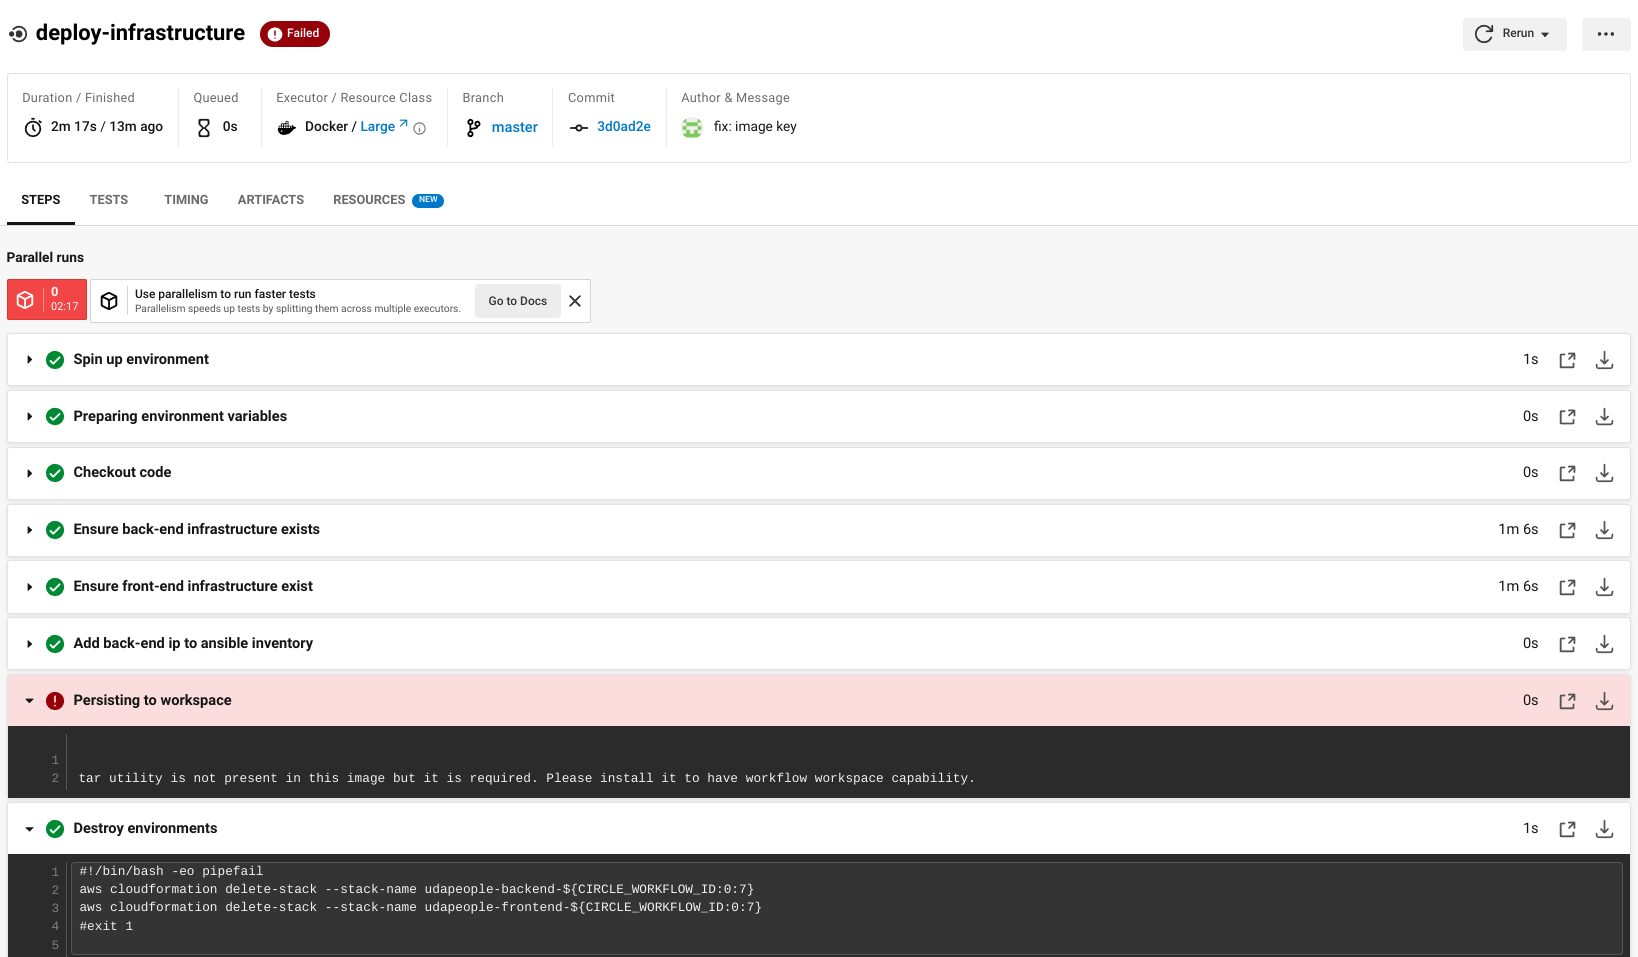 deploy-infrastructure
Failed
Rerun
Duration / Finished
2m 17s / 13m ago
Queued
0s
Executor / Resource Class
Docker / Large
Branch
master
Commit
3d0ad2e
Author & Message
fix: image key
STEPS
TESTS
TIMING
ARTIFACTS
RESOURCES NEW
Parallel runs
0
02:17
Use parallelism to run faster tests
Parallelism speeds up tests by splitting them across multiple executors.
Go to Docs
Spin up environment 1s
Preparing environment variables 0s
Checkout code 0s
Ensure back-end infrastructure exists 1m 6s
Ensure front-end infrastructure exist 1m 6s
Add back-end ip to ansible inventory 0s
Persisting to workspace 0s
1
2 tar utility is not present in this image but it is required. Please install it to have workflow workspace capability.
Destroy environments 1s
1 #!/bin/bash -eo pipefail
2 aws cloudformation delete-stack --stack-name udapeople-backend-${CIRCLE_WORKFLOW_ID:0:7}
3 aws cloudformation delete-stack --stack-name udapeople-frontend-${CIRCLE_WORKFLOW_ID:0:7}
4 #exit 1
5